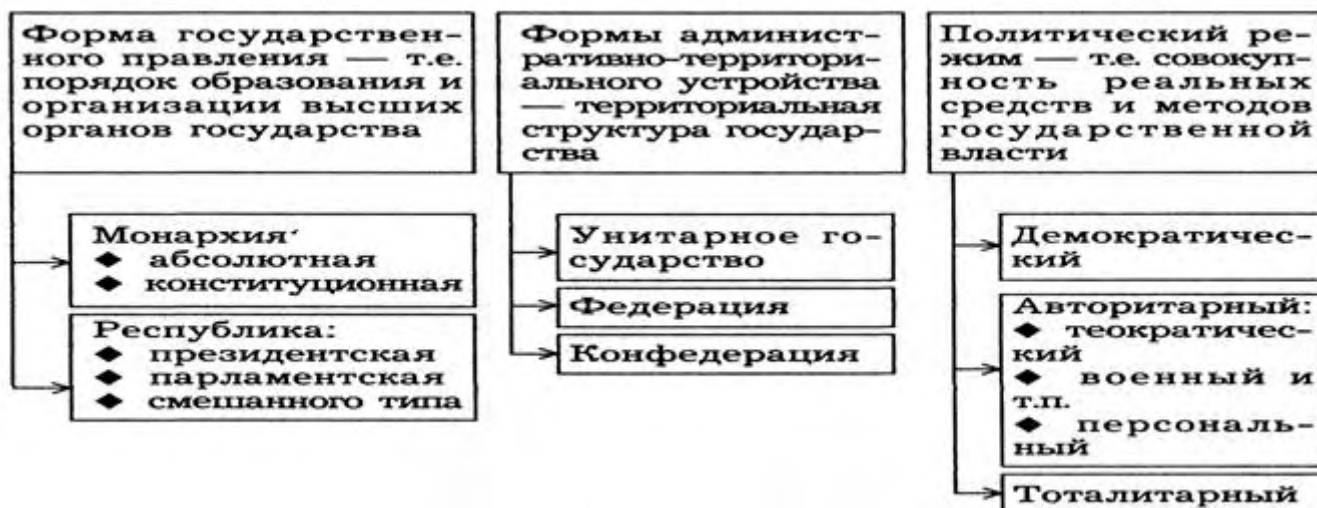 Форма государствен-
ного правления — т.е.
порядок образования и
организации высших
органов государства
Монархия:
◆ абсолютная
◆ конституционная
Республика:
◆ президентская
◆ парламентская
◆ смешанного типа
Формы админист-
ративно-территори-
ального устройства
— территориальная
структура государ-
ства
Унитарное го-
сударство
Федерация
Конфедерация
Политический ре-
жим — т.е. совокуп-
ность реальных
средств и методов
государственной
власти
Демократичес-
кий
Авторитарный:
◆ теократичес-
кий
◆ военный и
т.п.
◆ персональ-
ный
Тоталитарный